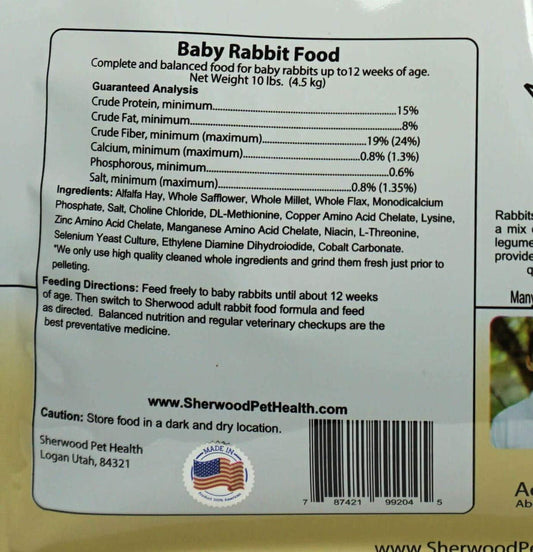 Baby Rabbit Food
Complete and balanced food for baby rabbits up to12 weeks of age.
Net Weight 10 lbs. (4.5 kg)
Guaranteed Analysis
Crude Protein, minimum..........15%
Crude Fat, minimum..........8%
Crude Fiber, minimum (maximum)..........19% (24%)
Calcium, minimum (maximum)..........0.8% (1.3%)
Phosphorous, minimum..........0.6%
Salt, minimum (maximum)..........0.8% (1.35%)
Ingredients: Alfalfa Hay, Whole Safflower, Whole Millet, Whole Flax, Monodicalcium
Phosphate, Salt, Choline Chloride, DL-Methionine, Copper Amino Acid Chelate, Lysine,
Zinc Amino Acid Chelate, Manganese Amino Acid Chelate, Niacin, L-Threonine,
Selenium Yeast Culture, Ethylene Diamine Dihydroiodide, Cobalt Carbonate.
*We only use high quality cleaned whole ingredients and grind them fresh just prior to
pelleting.
Feeding Directions: Feed freely to baby rabbits until about 12 weeks
of age. Then switch to Sherwood adult rabbit food formula and feed
as directed. Balanced nutrition and regular veterinary checkups are the
best preventative medicine.
www.SherwoodPetHealth.com
Caution: Store food in a dark and dry location.
Sherwood Pet Health
Logan Utah, 84321
MADE IN
Product 100% American
7 87421 99204 5
Rabbits
a mix
legume
provide
Many
Ab
www.SherwoodPe